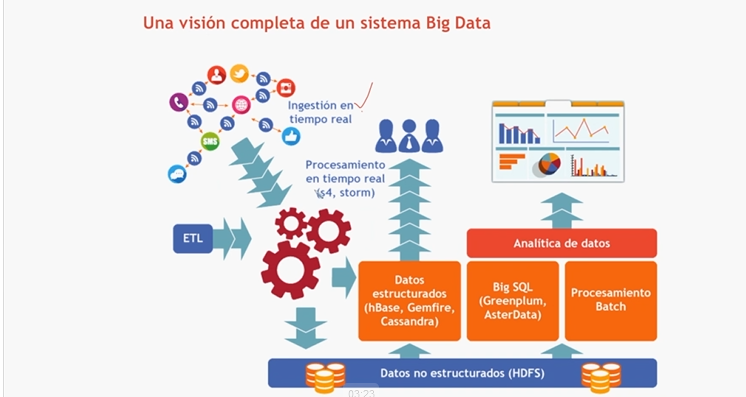 Una visión completa de un sistema Big Data
Ingestión en
tiempo real
SMS
Procesamiento
en tiempo real
(s4, storm)
ETL
Analítica de datos
Datos
estructurados
(hBase, Gemfire,
Cassandra)
Big SQL
(Greenplum,
AsterData)
Procesamiento
Batch
Datos no estructurados (HDFS)
03:23